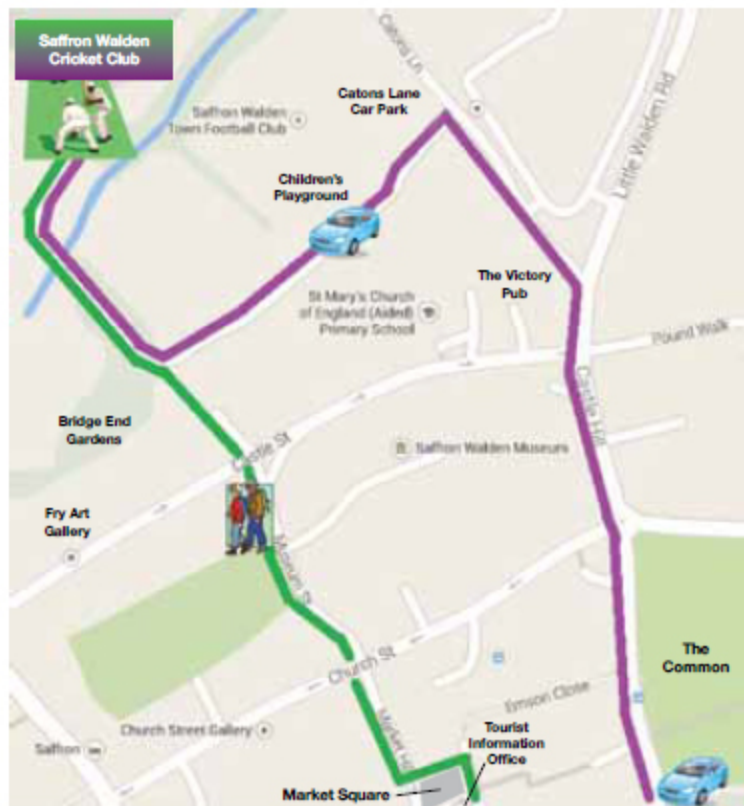 Saffron Walden
Cricket Club
Catons Ln
Catons Lane
Car Park
Saffron Walden
Town Football Club
Little Walden Rd
Children's
Playground
The Victory
Pub
St Mary's Church
of England (Aided)
Primary School
Pound Walk
Castle Hill
Bridge End
Gardens
Castle St
Saffron Walden Museum
Fry Art
Gallery
Museum St
The
Common
Church St
Emson Close
Church Street Gallery
Market Hill
Tourist
Information
Office
Saffron
Market Square